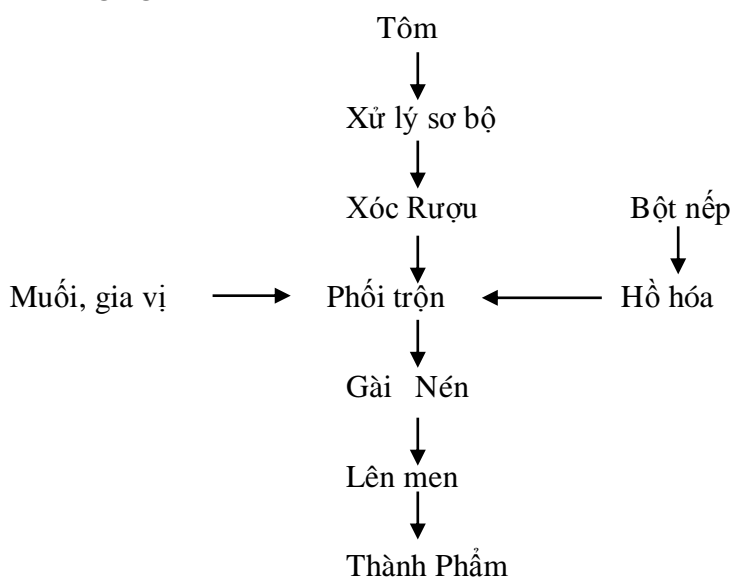 Tôm
Xử lý sơ bộ
Xóc Rượu
Bột nếp
Muối, gia vị
Phối trộn
Hồ hóa
Gài Nén
Lên men
Thành Phẩm